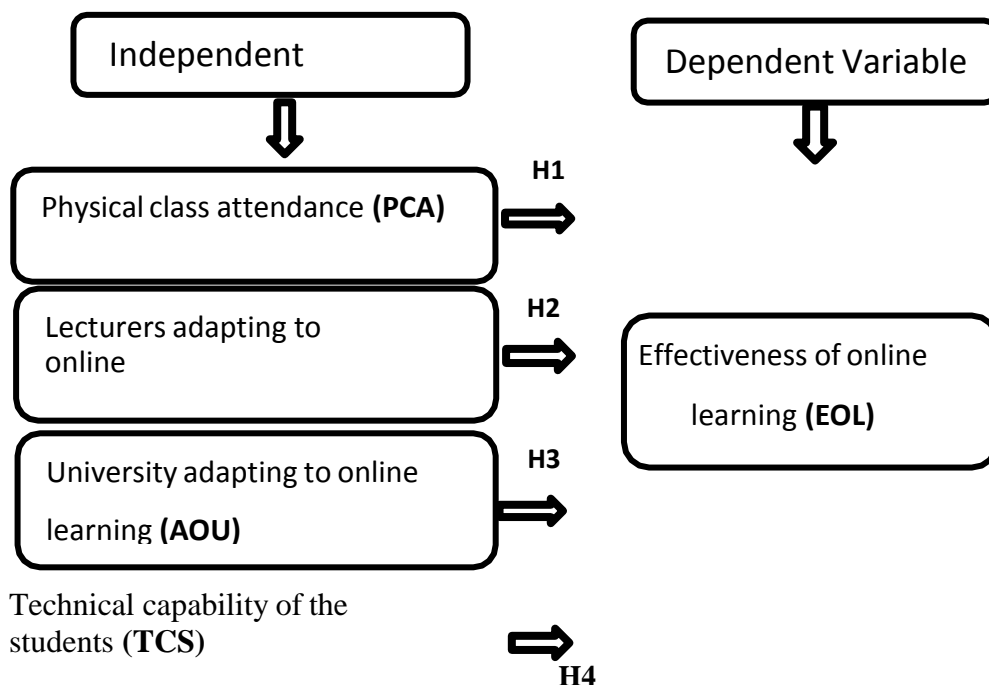 Independent
Dependent Variable
Physical class attendance (PCA)
H1
Lecturers adapting to
online
H2
Effectiveness of online
learning (EOL)
University adapting to online
learning (AOU)
H3
Technical capability of the
students (TCS)
H4